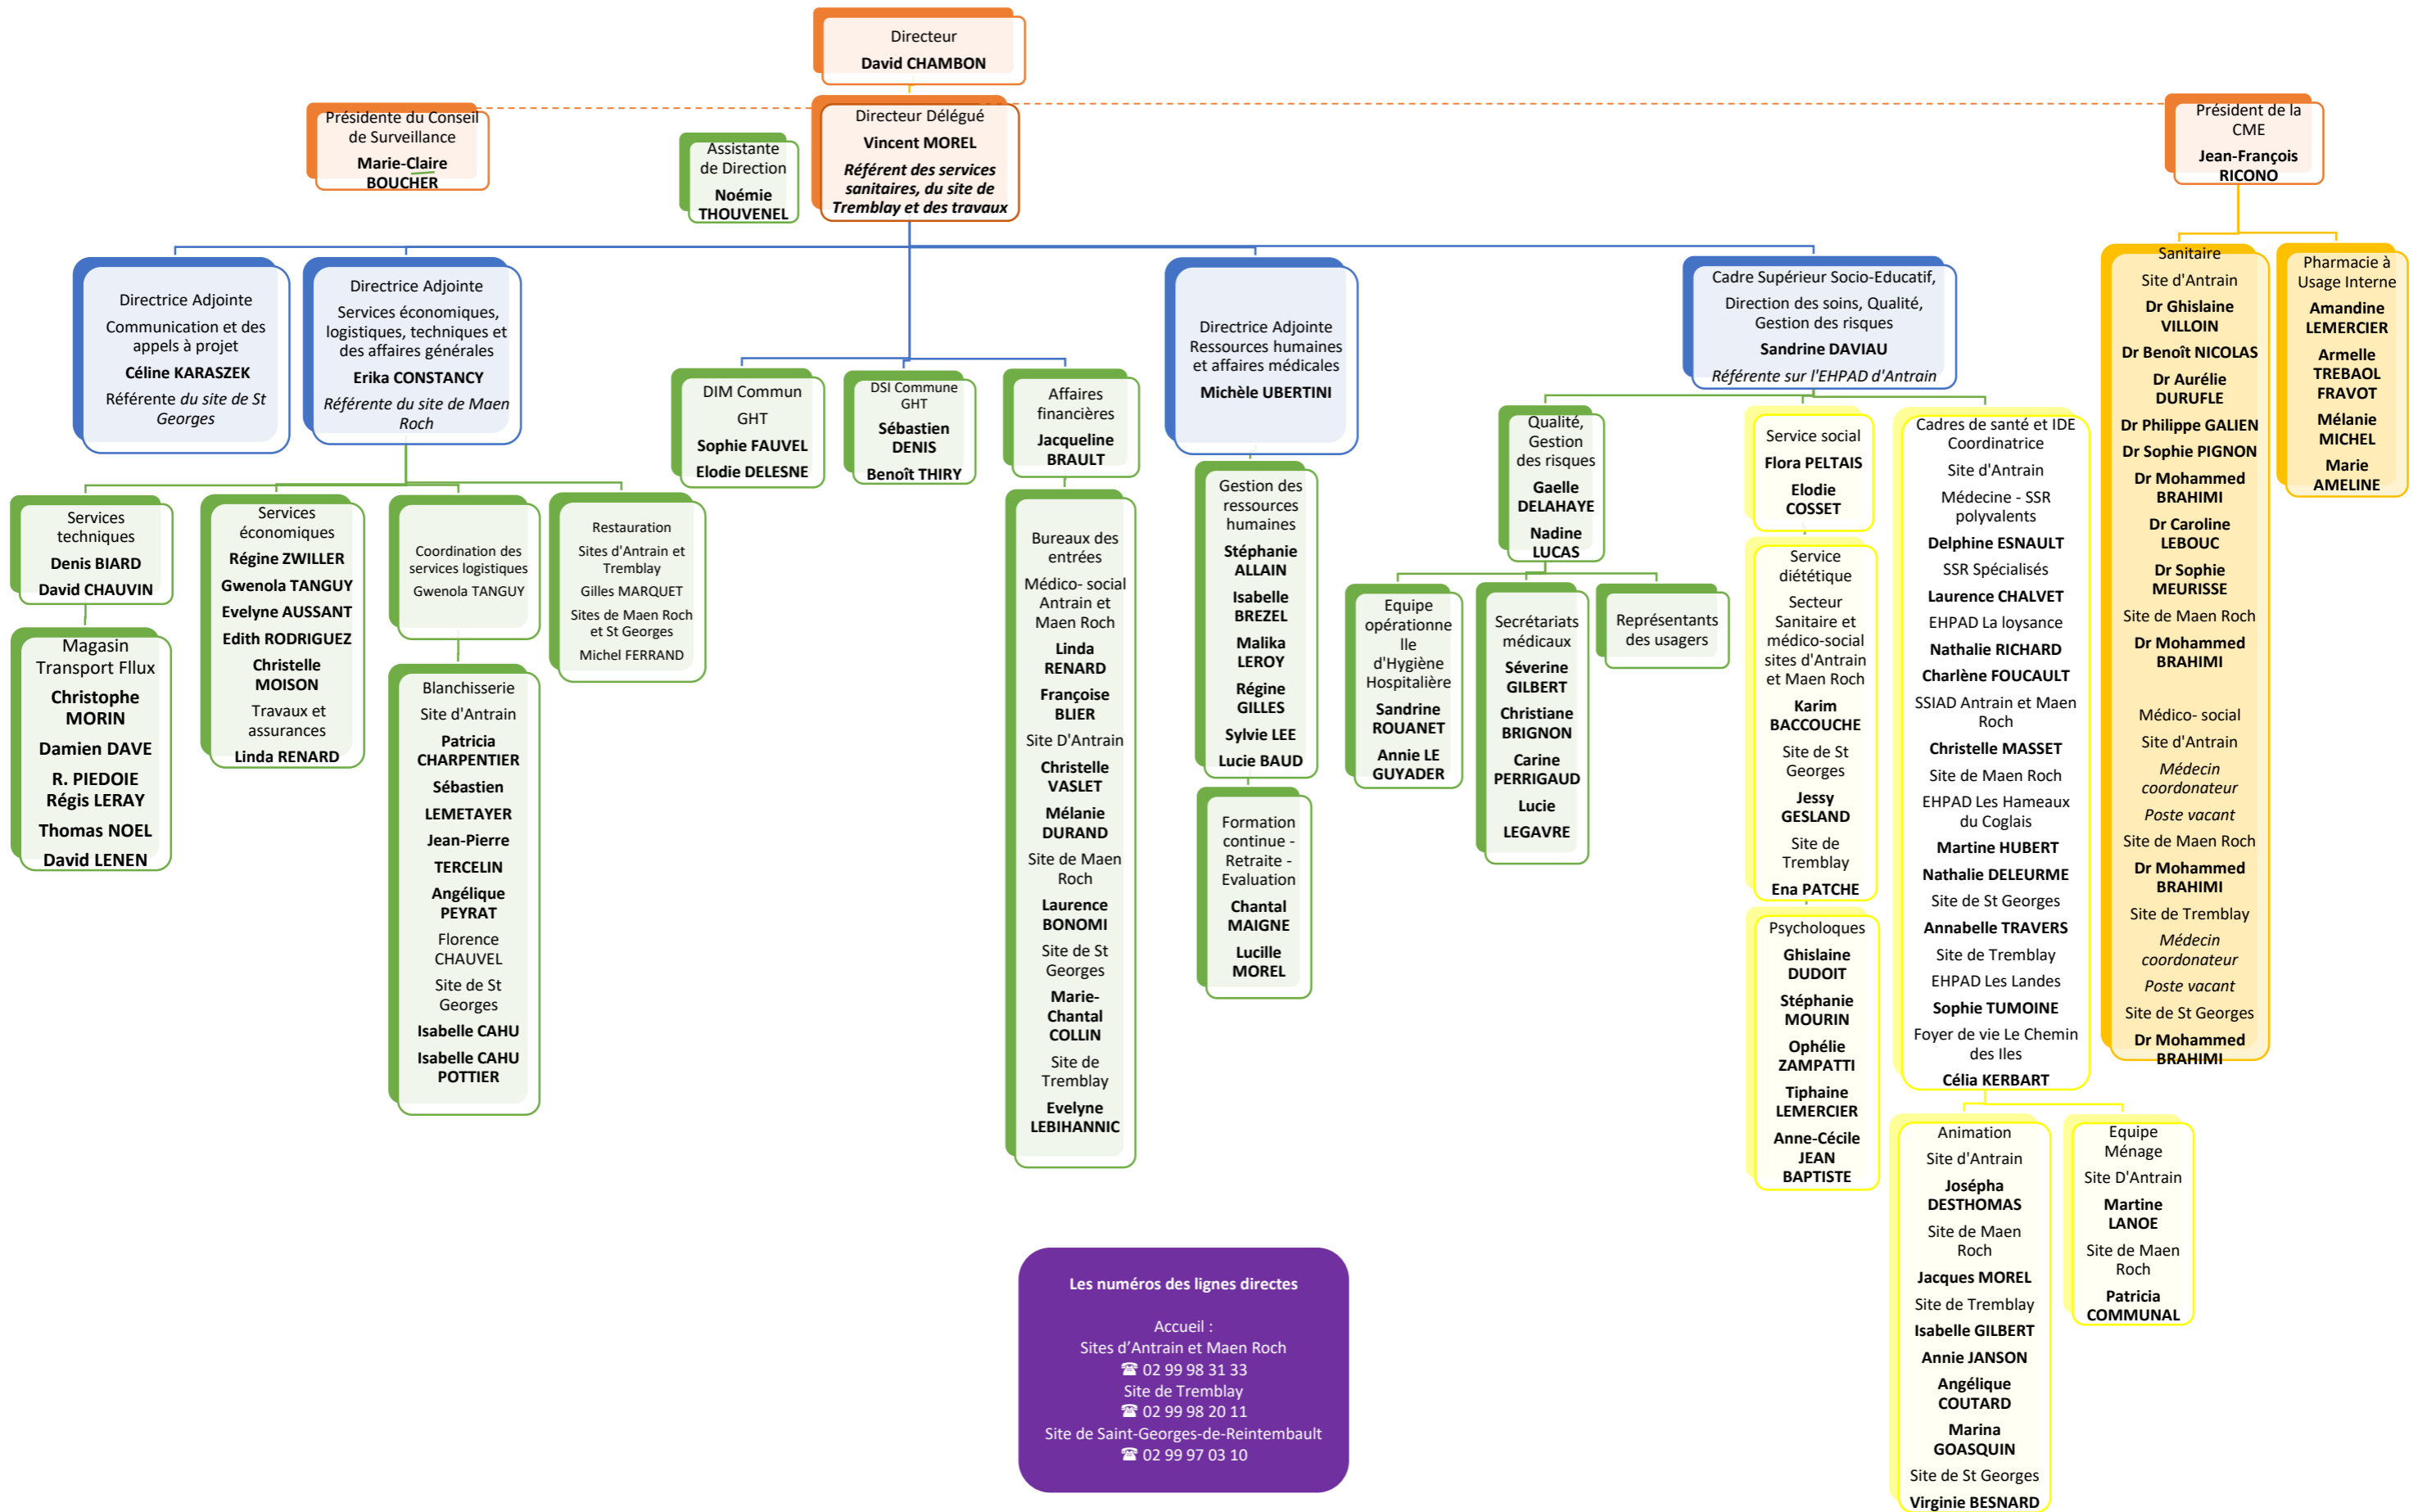 Directeur
David CHAMBON
Présidente du Conseil
de Surveillance
Marie-Claire
BOUCHER
Assistante
de Direction
Noémie
THOUVENEL
Directeur Délégué
Vincent MOREL
Référent des services
sanitaires, du site de
Tremblay et des travaux
Président de la
CME
Jean-François
RICONO
Directrice Adjointe
Communication et des
appels à projet
Céline KARASZEK
Référente du site de St
Georges
Directrice Adjointe
Services économiques,
logistiques, techniques et
des affaires générales
Erika CONSTANCY
Référente du site de Maen
Roch
DIM Commun
GHT
Sophie FAUVEL
Elodie DELESNE
DSI Commune
GHT
Sébastien
DENIS
Benoît THIRY
Affaires
financières
Jacqueline
BRAULT
Directrice Adjointe
Ressources humaines
et affaires médicales
Michèle UBERTINI
Cadre Supérieur Socio-Educatif,
Direction des soins, Qualité,
Gestion des risques
Sandrine DAVIAU
Référente sur l'EHPAD d'Antrain
Sanitaire
Site d'Antrain
Dr Ghislaine
VILLOIN
Dr Benoît NICOLAS
Dr Aurélie
DURUFLE
Dr Philippe GALIEN
Dr Sophie PIGNON
Dr Mohammed
BRAHIMI
Dr Caroline
LEBOUC
Dr Sophie
MEURISSE
Site de Maen Roch
Dr Mohammed
BRAHIMI
Médico- social
Site d'Antrain
Médecin
coordonateur
Poste vacant
Site de Maen Roch
Dr Mohammed
BRAHIMI
Site de Tremblay
Médecin
coordonateur
Poste vacant
Site de St Georges
Dr Mohammed
BRAHIMI
Pharmacie à
Usage Interne
Amandine
LEMERCIER
Armelle
TREBAOL
FRAVOT
Mélanie
MICHEL
Marie
AMELINE
Services
techniques
Denis BIARD
David CHAUVIN
Magasin
Transport Fllux
Christophe
MORIN
Damien DAVE
R. PIEDOIE
Régis LERAY
Thomas NOEL
David LENEN
Services
économiques
Régine ZWILLER
Gwenola TANGUY
Evelyne AUSSANT
Edith RODRIGUEZ
Christelle
MOISON
Travaux et
assurances
Linda RENARD
Coordination des
services logistiques
Gwenola TANGUY
Blanchisserie
Site d'Antrain
Patricia
CHARPENTIER
Sébastien
LEMETAYER
Jean-Pierre
TERCELIN
Angélique
PEYRAT
Florence
CHAUVEL
Site de St
Georges
Isabelle CAHU
Isabelle CAHU
POTTIER
Restauration
Sites d'Antrain et
Tremblay
Gilles MARQUET
Sites de Maen Roch
et St Georges
Michel FERRAND
Bureaux des
entrées
Médico- social
Antrain et
Maen Roch
Linda
RENARD
Françoise
BLIER
Site D'Antrain
Christelle
VASLET
Mélanie
DURAND
Site de Maen
Roch
Laurence
BONOMI
Site de St
Georges
Marie-
Chantal
COLLIN
Site de
Tremblay
Evelyne
LEBIHANNIC
Gestion des
ressources
humaines
Stéphanie
ALLAIN
Isabelle
BREZEL
Malika
LEROY
Régine
GILLES
Sylvie LEE
Lucie BAUD
Formation
continue -
Retraite -
Evaluation
Chantal
MAIGNE
Lucille
MOREL
Qualité,
Gestion
des risques
Gaelle
DELAHAYE
Nadine
LUCAS
Equipe
opérationne
lle
d'Hygiène
Hospitalière
Sandrine
ROUANET
Annie LE
GUYADER
Secrétariats
médicaux
Séverine
GILBERT
Christiane
BRIGNON
Carine
PERRIGAUD
Lucie
LEGAVRE
Représentants
des usagers
Service social
Flora PELTAIS
Elodie
COSSET
Service
diététique
Secteur
Sanitaire et
médico-social
sites d'Antrain
et Maen Roch
Karim
BACCOUCHE
Site de St
Georges
Jessy
GESLAND
Site de
Tremblay
Ena PATCHE
Psycholoques
Ghislaine
DUDOIT
Stéphanie
MOURIN
Ophélie
ZAMPATTI
Tiphaine
LEMERCIER
Anne-Cécile
JEAN
BAPTISTE
Cadres de santé et IDE
Coordinatrice
Site d'Antrain
Médecine - SSR
polyvalents
Delphine ESNAULT
SSR Spécialisés
Laurence CHALVET
EHPAD La loysance
Nathalie RICHARD
Charlène FOUCAULT
SSIAD Antrain et Maen
Roch
Christelle MASSET
Site de Maen Roch
EHPAD Les Hameaux
du Coglais
Martine HUBERT
Nathalie DELEURME
Site de St Georges
Annabelle TRAVERS
Site de Tremblay
EHPAD Les Landes
Sophie TUMOINE
Foyer de vie Le Chemin
des Iles
Célia KERBART
Animation
Site d'Antrain
Josépha
DESTHOMAS
Site de Maen
Roch
Jacques MOREL
Site de Tremblay
Isabelle GILBERT
Annie JANSON
Angélique
COUTARD
Marina
GOASQUIN
Site de St Georges
Virginie BESNARD
Equipe
Ménage
Site D'Antrain
Martine
LANOE
Site de Maen
Roch
Patricia
COMMUNAL
Les numéros des lignes directes
Accueil :
Sites d’Antrain et Maen Roch
☎ 02 99 98 31 33
Site de Tremblay
☎ 02 99 98 20 11
Site de Saint-Georges-de-Reintembault
☎ 02 99 97 03 10